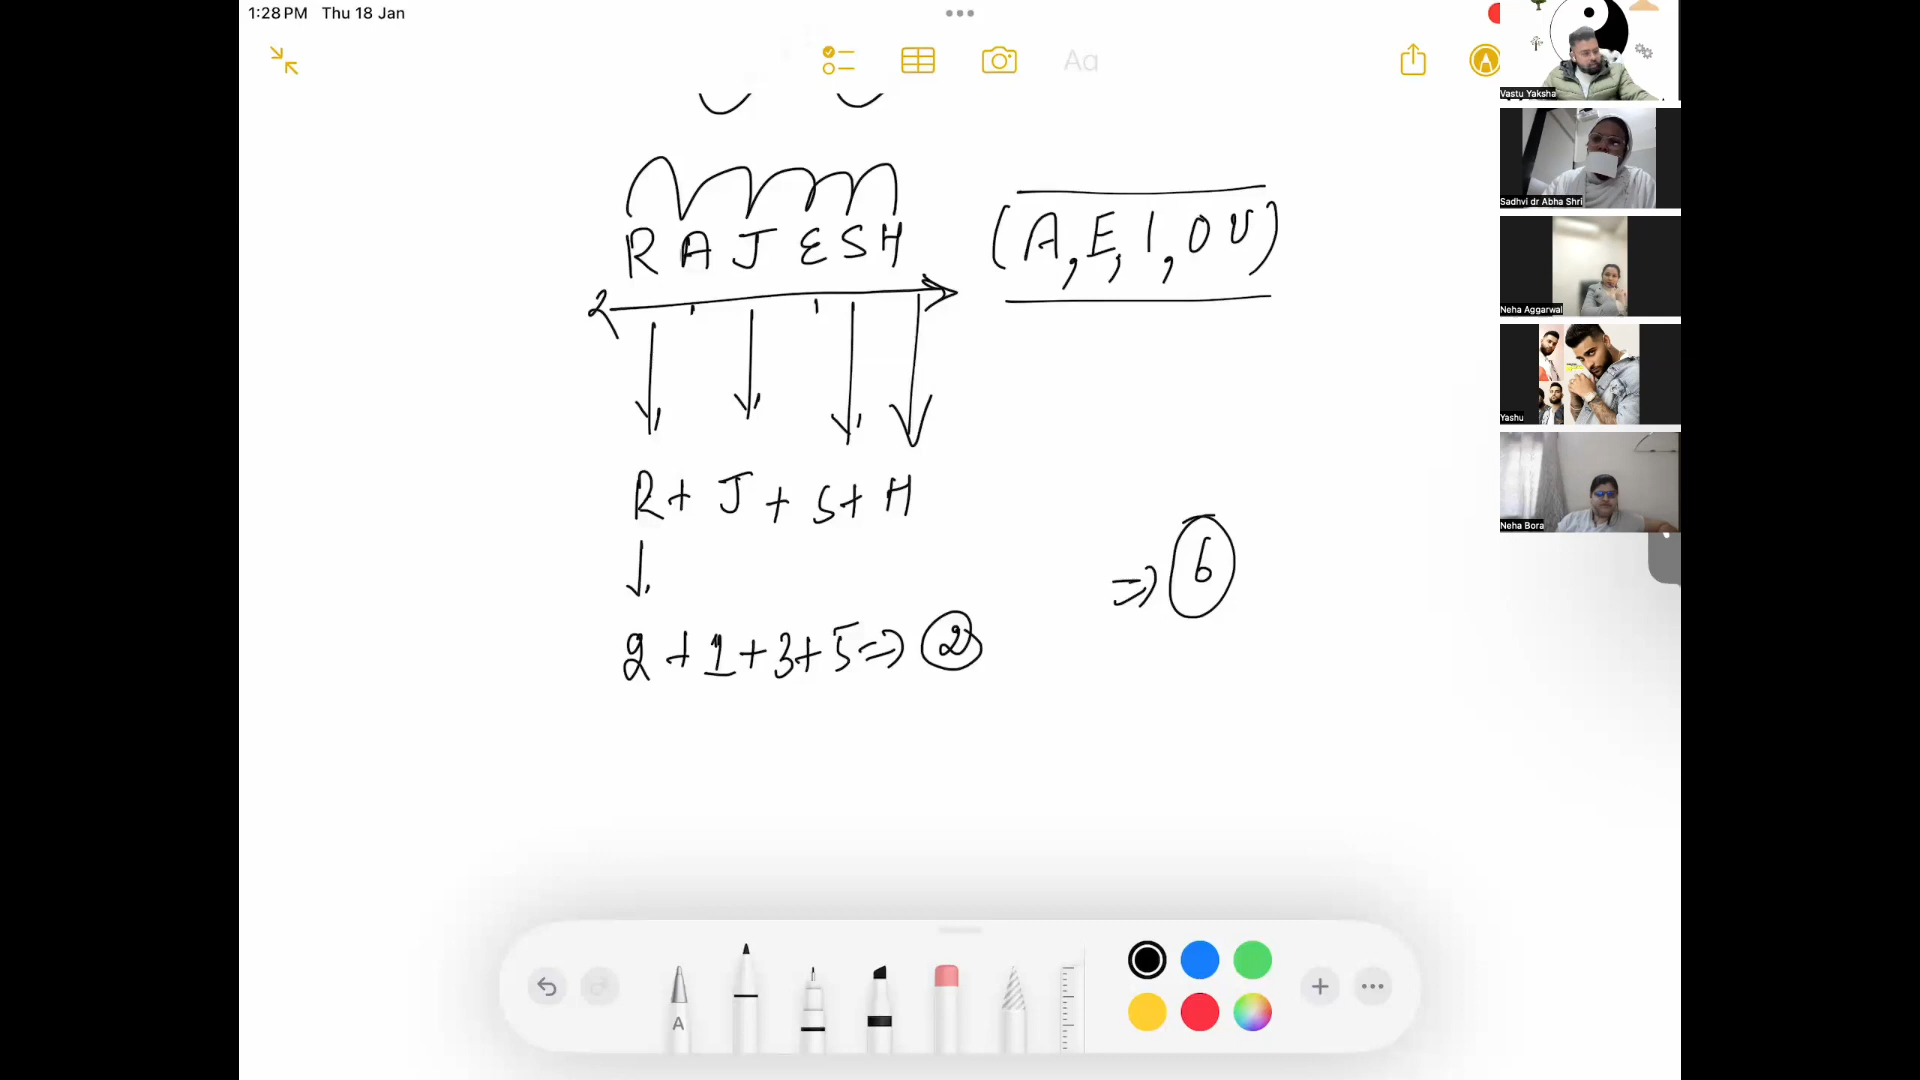 1:28 PM Thu 18 Jan
Aa
Vastu Yaksha
Sadhvi dr Abha Shri
Neha Aggarwal
Yashu
Neha Bora
RAJESH (A, E, I, O U)
R + J + S + H
⇒ 6
2 + 1 + 3 + 5 ⇒ 2
A